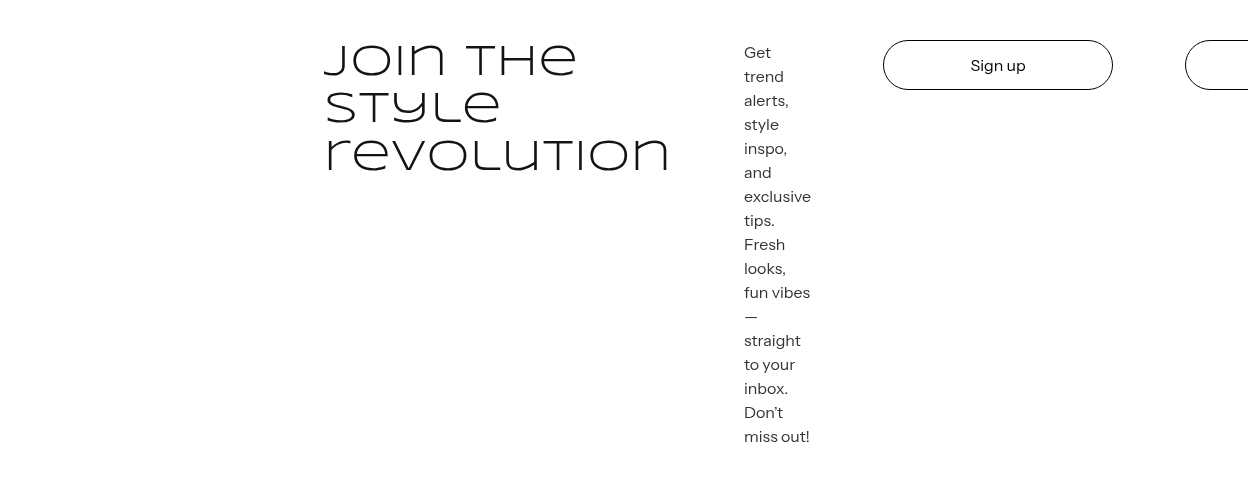 Join the
style
revolution
Get
trend
alerts,
style
inspo,
and
exclusive
tips.
Fresh
looks,
fun vibes
—
straight
to your
inbox.
Don't
miss out!
Sign up